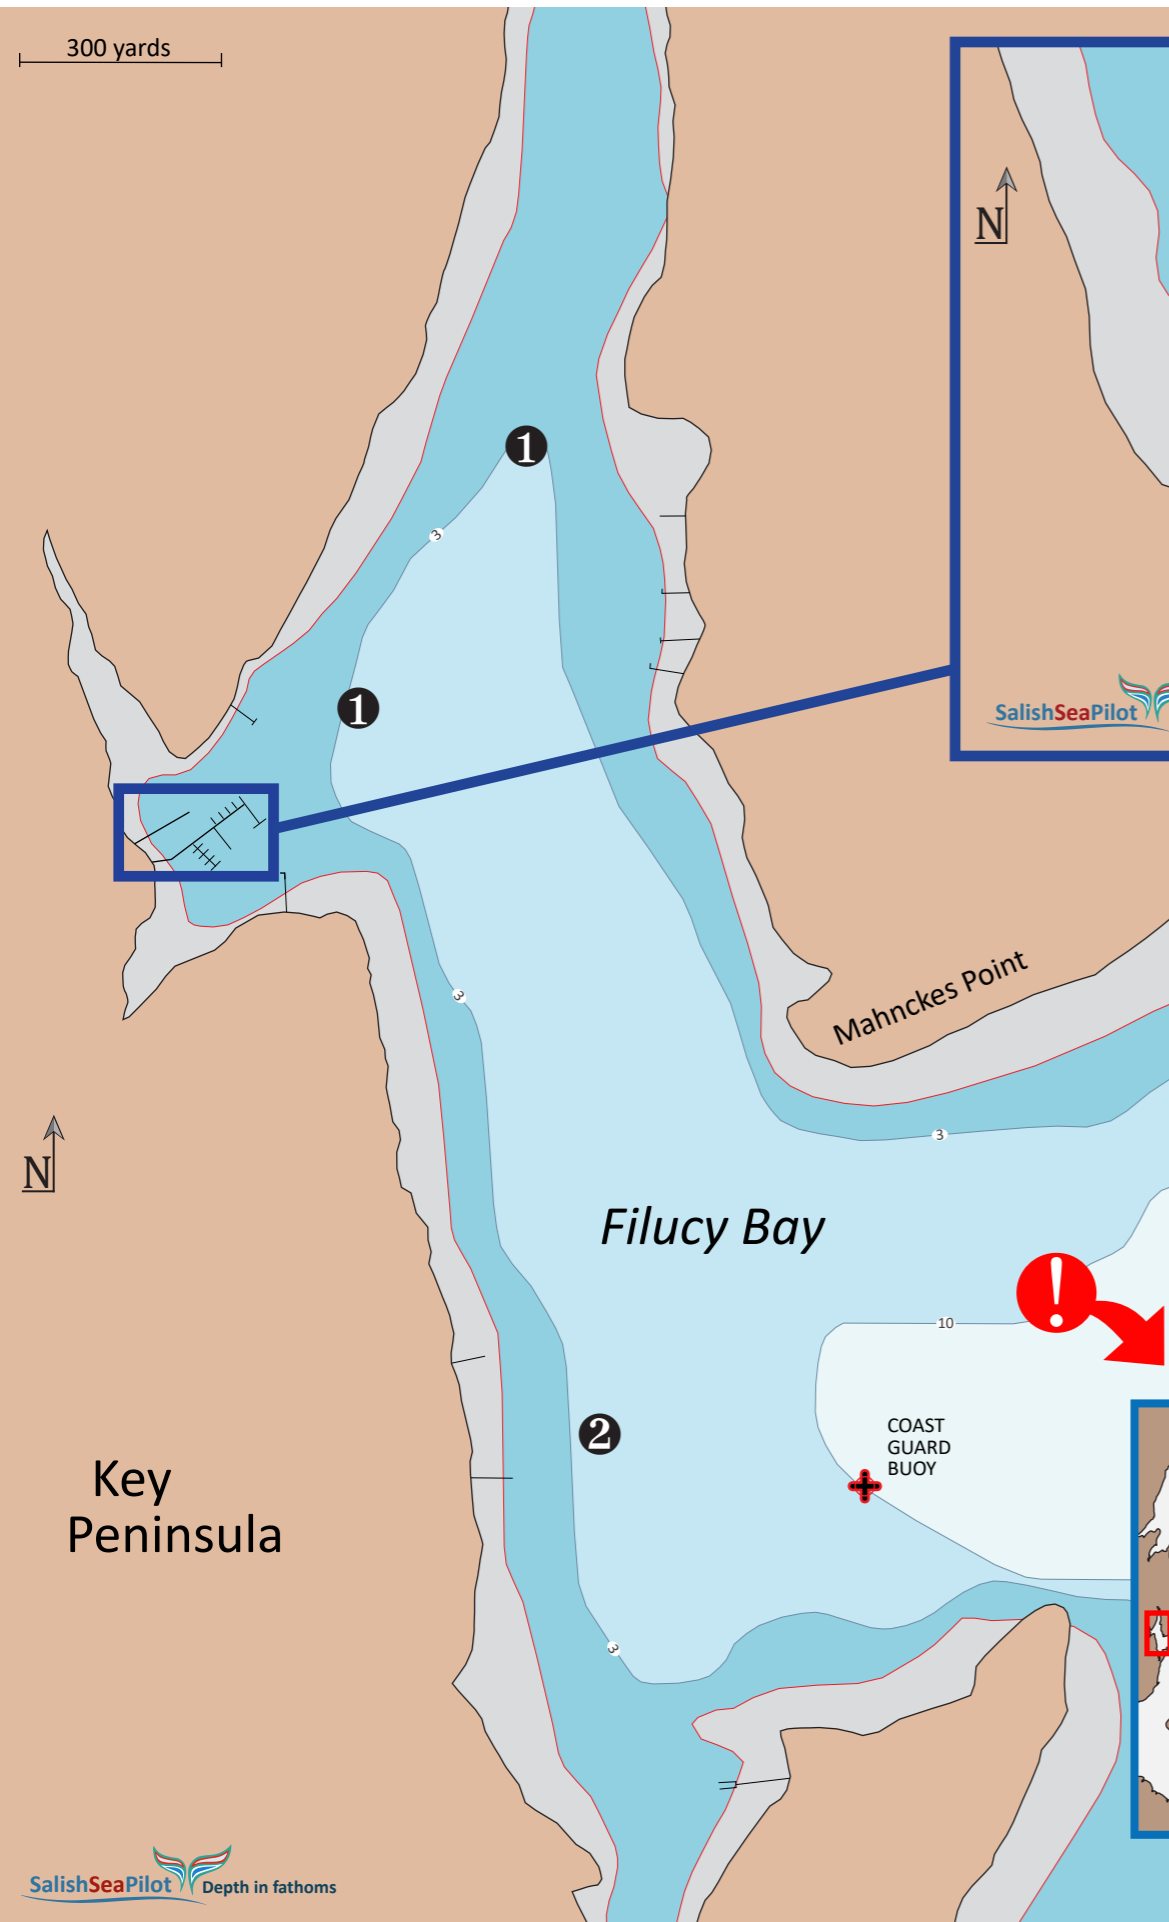 300 yards
N
1
3
1
SalishSeaPilot
Mahnckes Point
3
N
3
Filucy Bay
10
COAST
GUARD
BUOY
2
Key
Peninsula
3
SalishSeaPilot Depth in fathoms